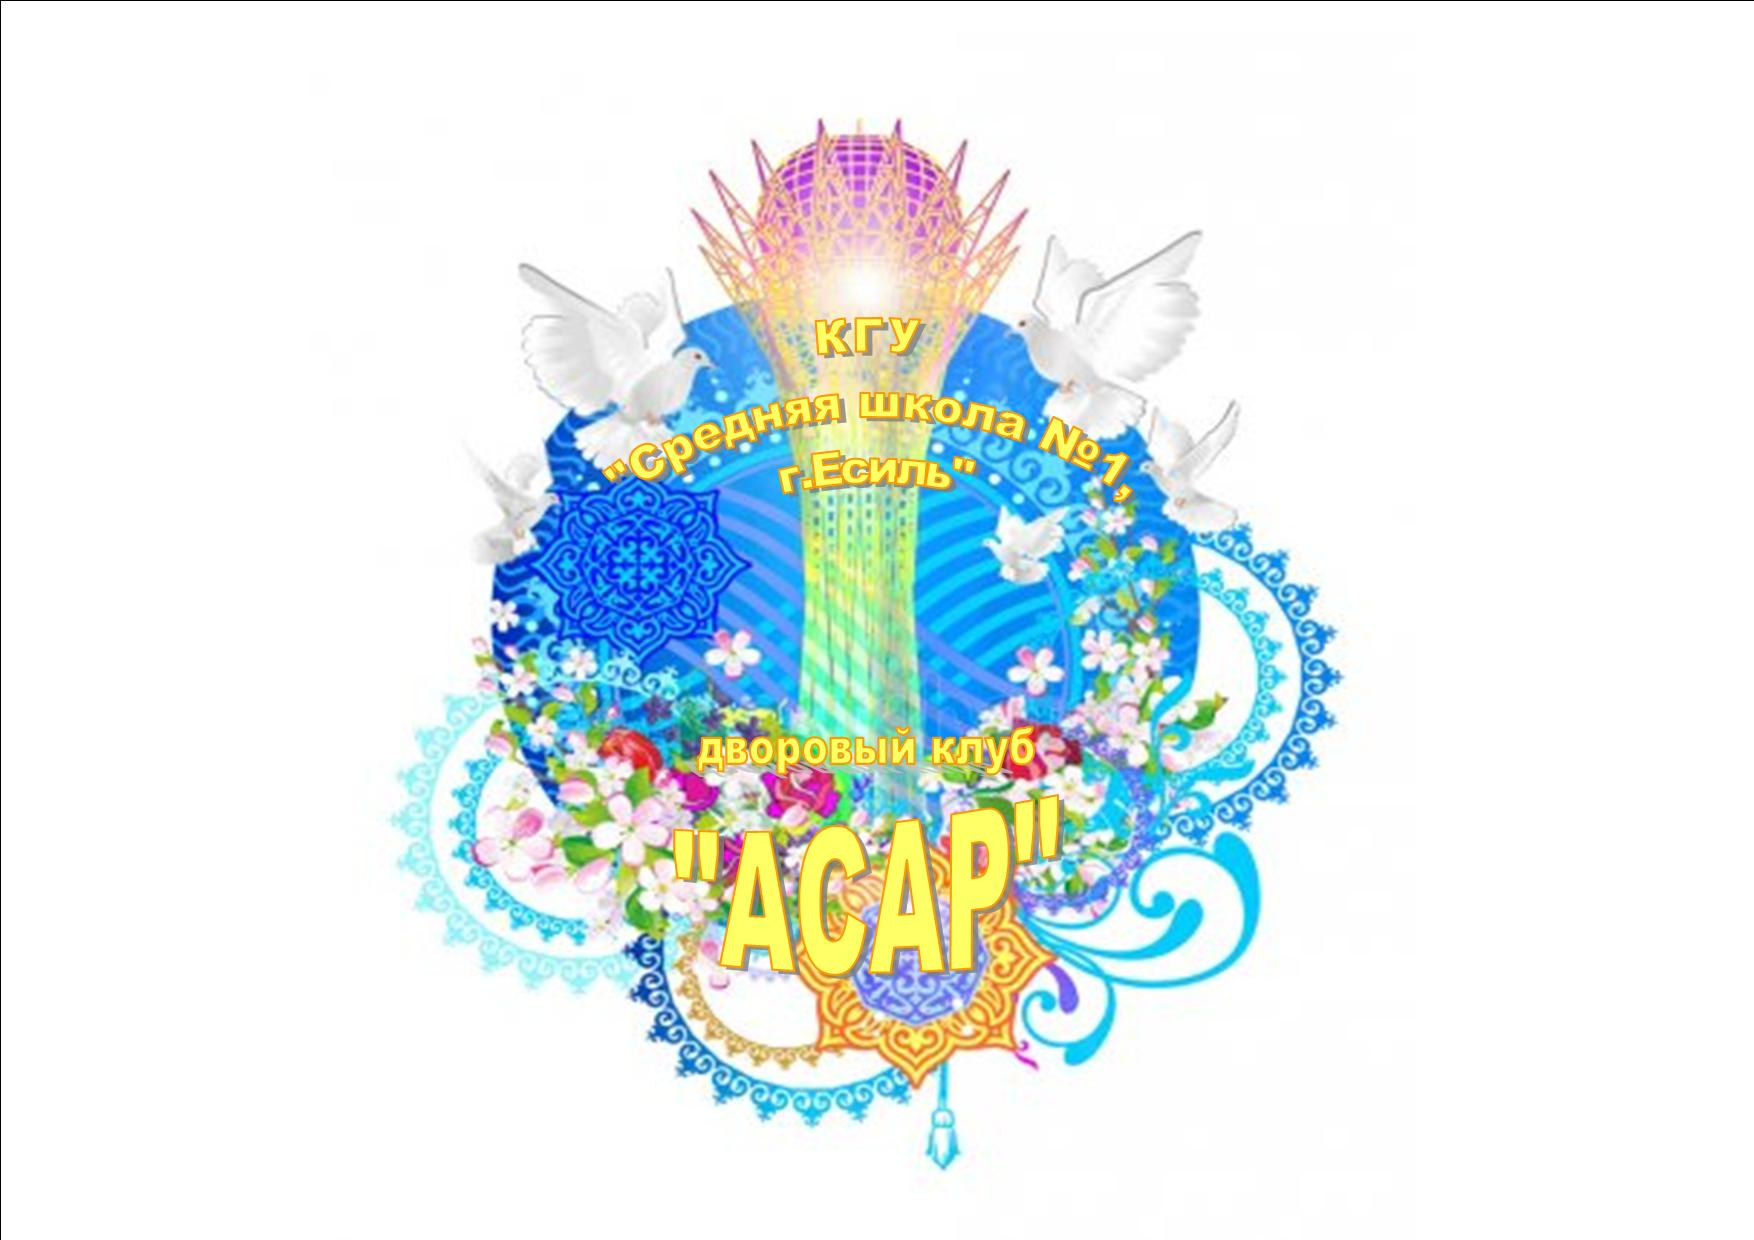 КГУ
"Средняя школа №1,
г.Есиль"
дворовый клуб
"АСАР"